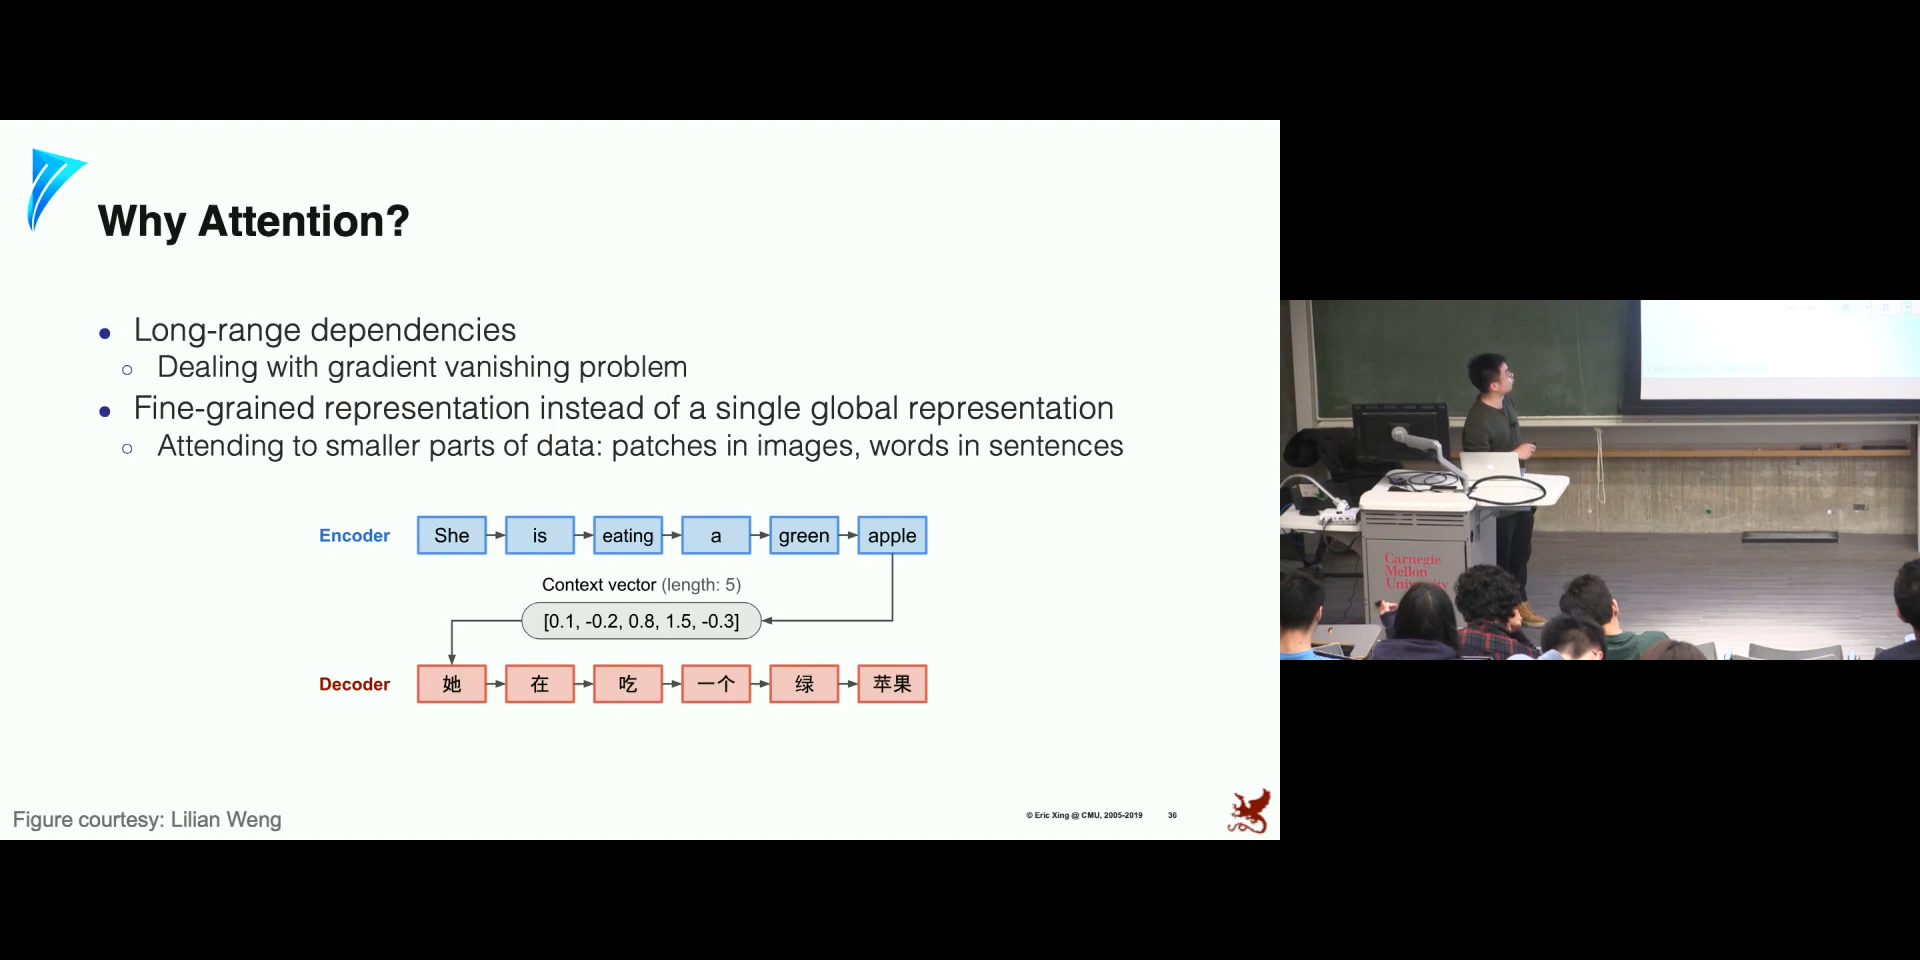 Why Attention?
● Long-range dependencies
○ Dealing with gradient vanishing problem
● Fine-grained representation instead of a single global representation
○ Attending to smaller parts of data: patches in images, words in sentences
Encoder She is eating a green apple
Context vector (length: 5)
[0.1, -0.2, 0.8, 1.5, -0.3]
Decoder 她 在 吃 一个 绿 苹果
Figure courtesy: Lilian Weng
© Eric Xing @ CMU, 2005-2019 36
Carnegie
Mellon
University